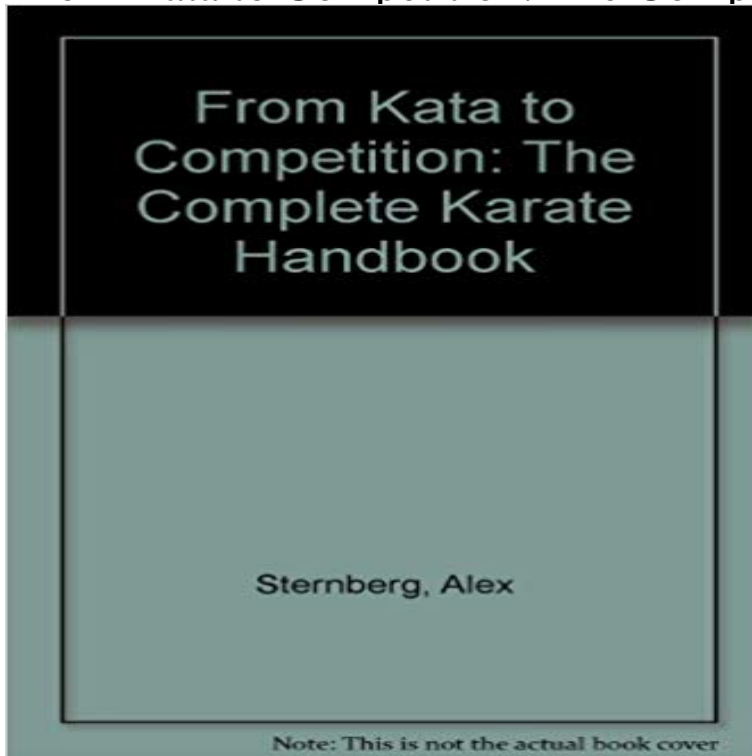 From Kata to
Competition: The
Complete Karate
Handbook
Sternberg, Alex
Note: This is not the actual book cover